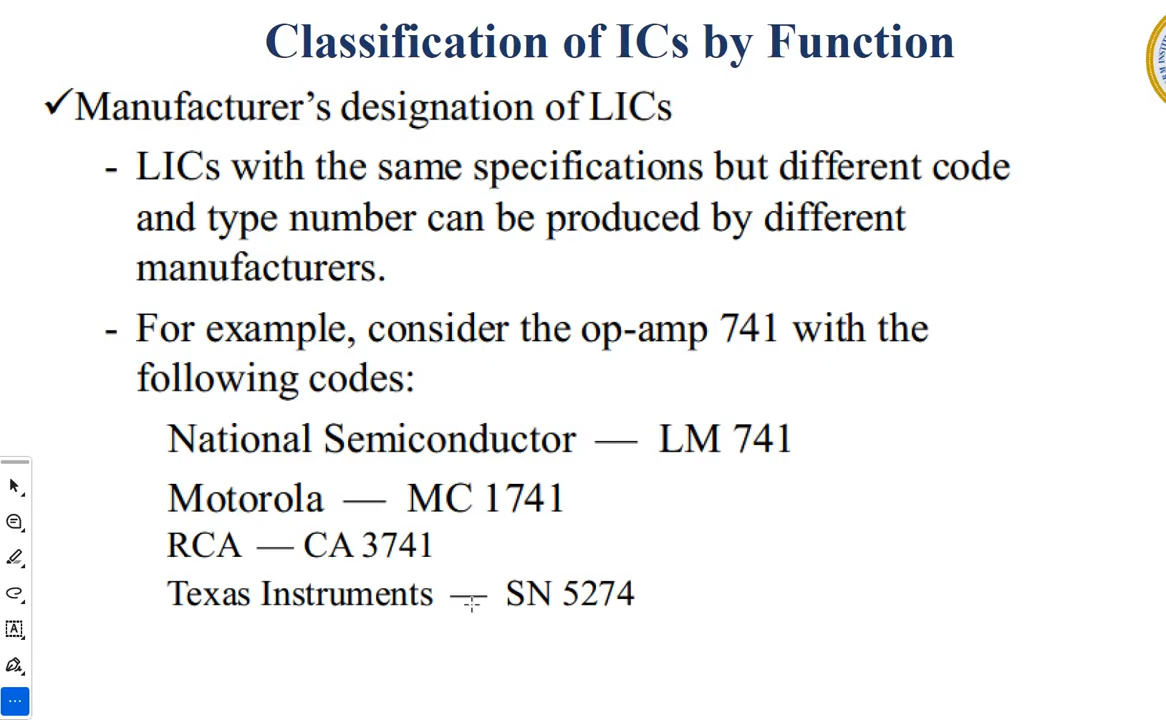 Classification of ICs by Function
✓Manufacturer’s designation of LICs
- LICs with the same specifications but different code
and type number can be produced by different
manufacturers.
- For example, consider the op-amp 741 with the
following codes:
National Semiconductor — LM 741
Motorola — MC 1741
RCA — CA 3741
Texas Instruments — SN 5274
A